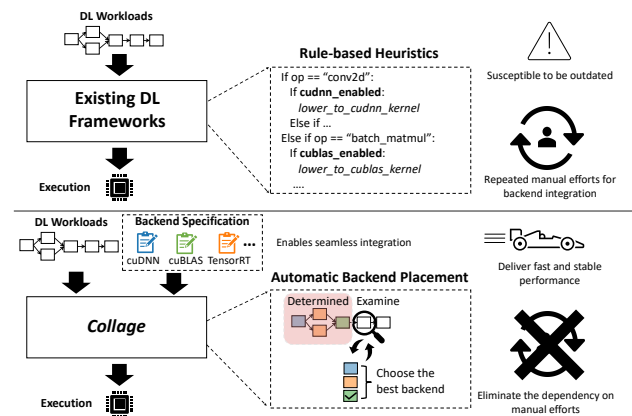 DL Workloads
Existing DL
Frameworks
Execution
Rule-based Heuristics
If op == “conv2d”:
If cudnn_enabled:
lower_to_cudnn_kernel
Else if ...
Else if op == “batch_matmul”:
If cublas_enabled:
lower_to_cublas_kernel
....
Susceptible to be outdated
Repeated manual efforts for
backend integration
DL Workloads
Backend Specification
cuDNN cuBLAS TensorRT ...
Enables seamless integration
Collage
Execution
Automatic Backend Placement
Determined Examine
Choose the
best backend
Deliver fast and stable
performance
Eliminate the dependency on
manual efforts